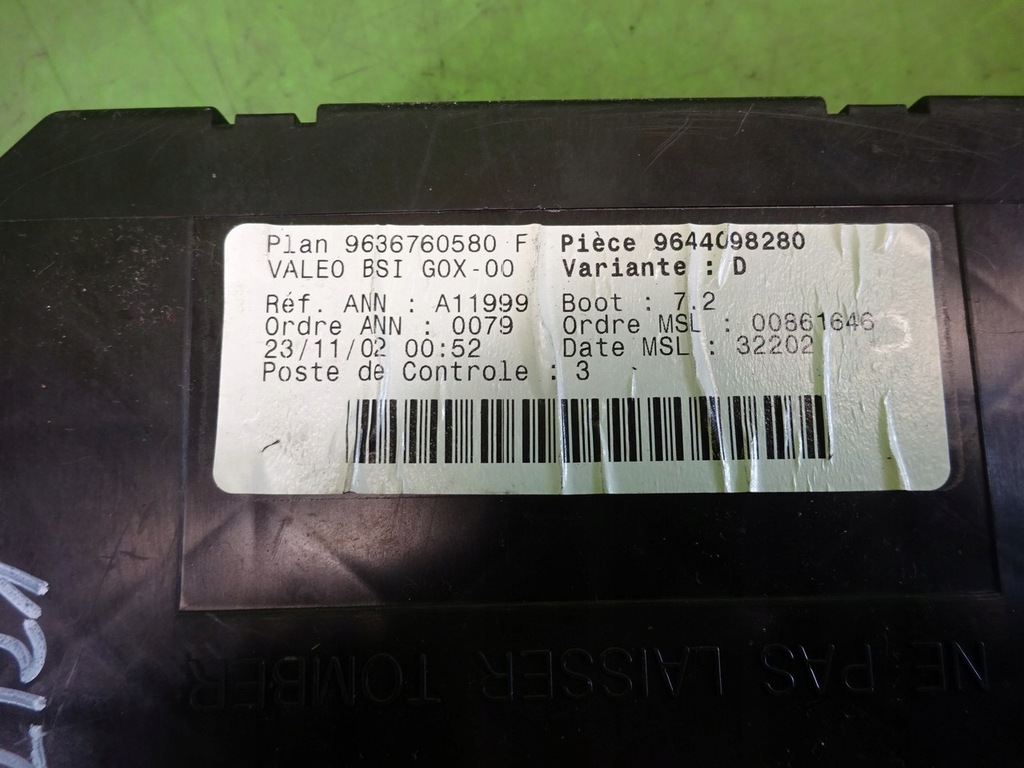 Plan 9636760580 F Pièce 9644098280
VALEO BSI GOX-00 Variante : D
Réf. ANN : A11999 Boot : 7.2
Ordre ANN : 0079 Ordre MSL : 00861646
23/11/02 00:52 Date MSL : 32202
Poste de Controle : 3
NE PAS LAISSER TOMBER